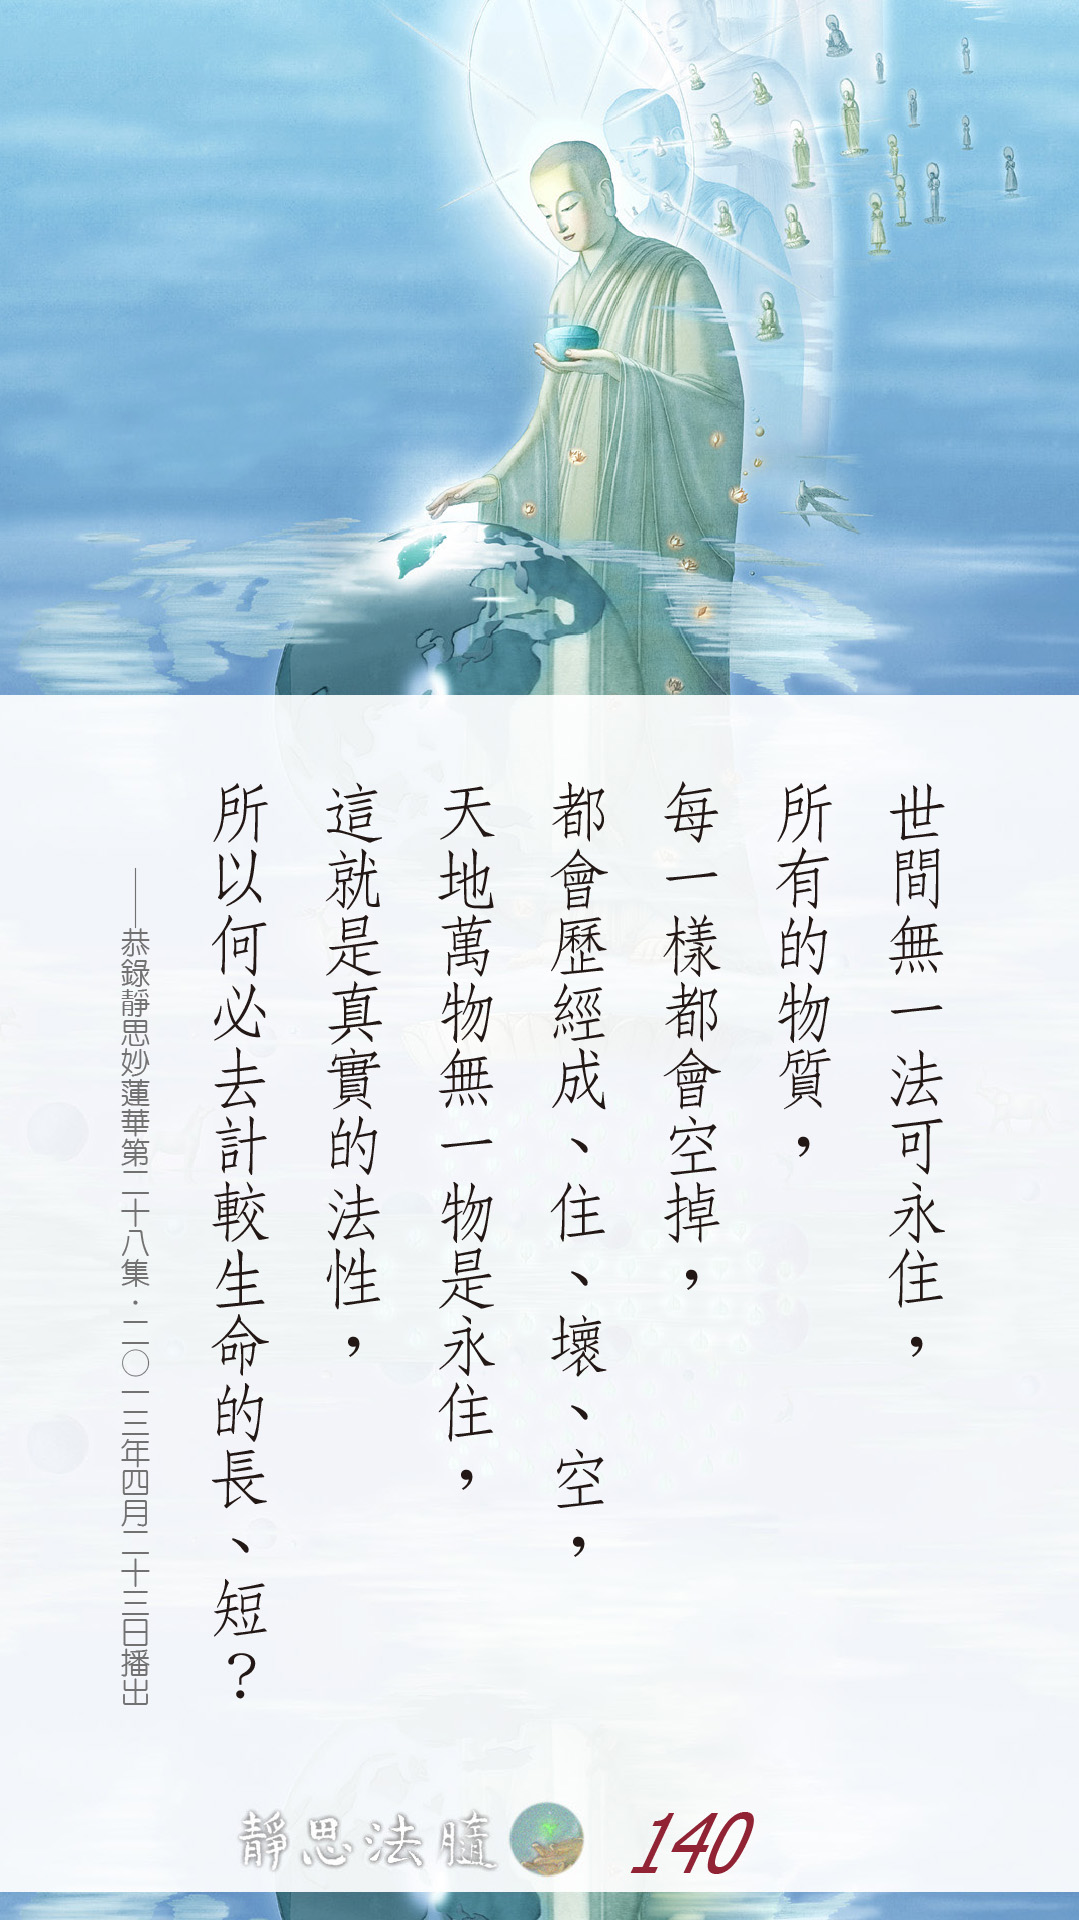 世間無一法可永住，
所有的物質，
每一樣都會空掉，
都會歷經成、住、壞、空，
天地萬物無一物是永住，
這就是真實的法性，
所以何必去計較生命的長、短？
——恭錄靜思妙蓮華第二十八集．二〇一三年四月二十三日播出
靜思法髓
140